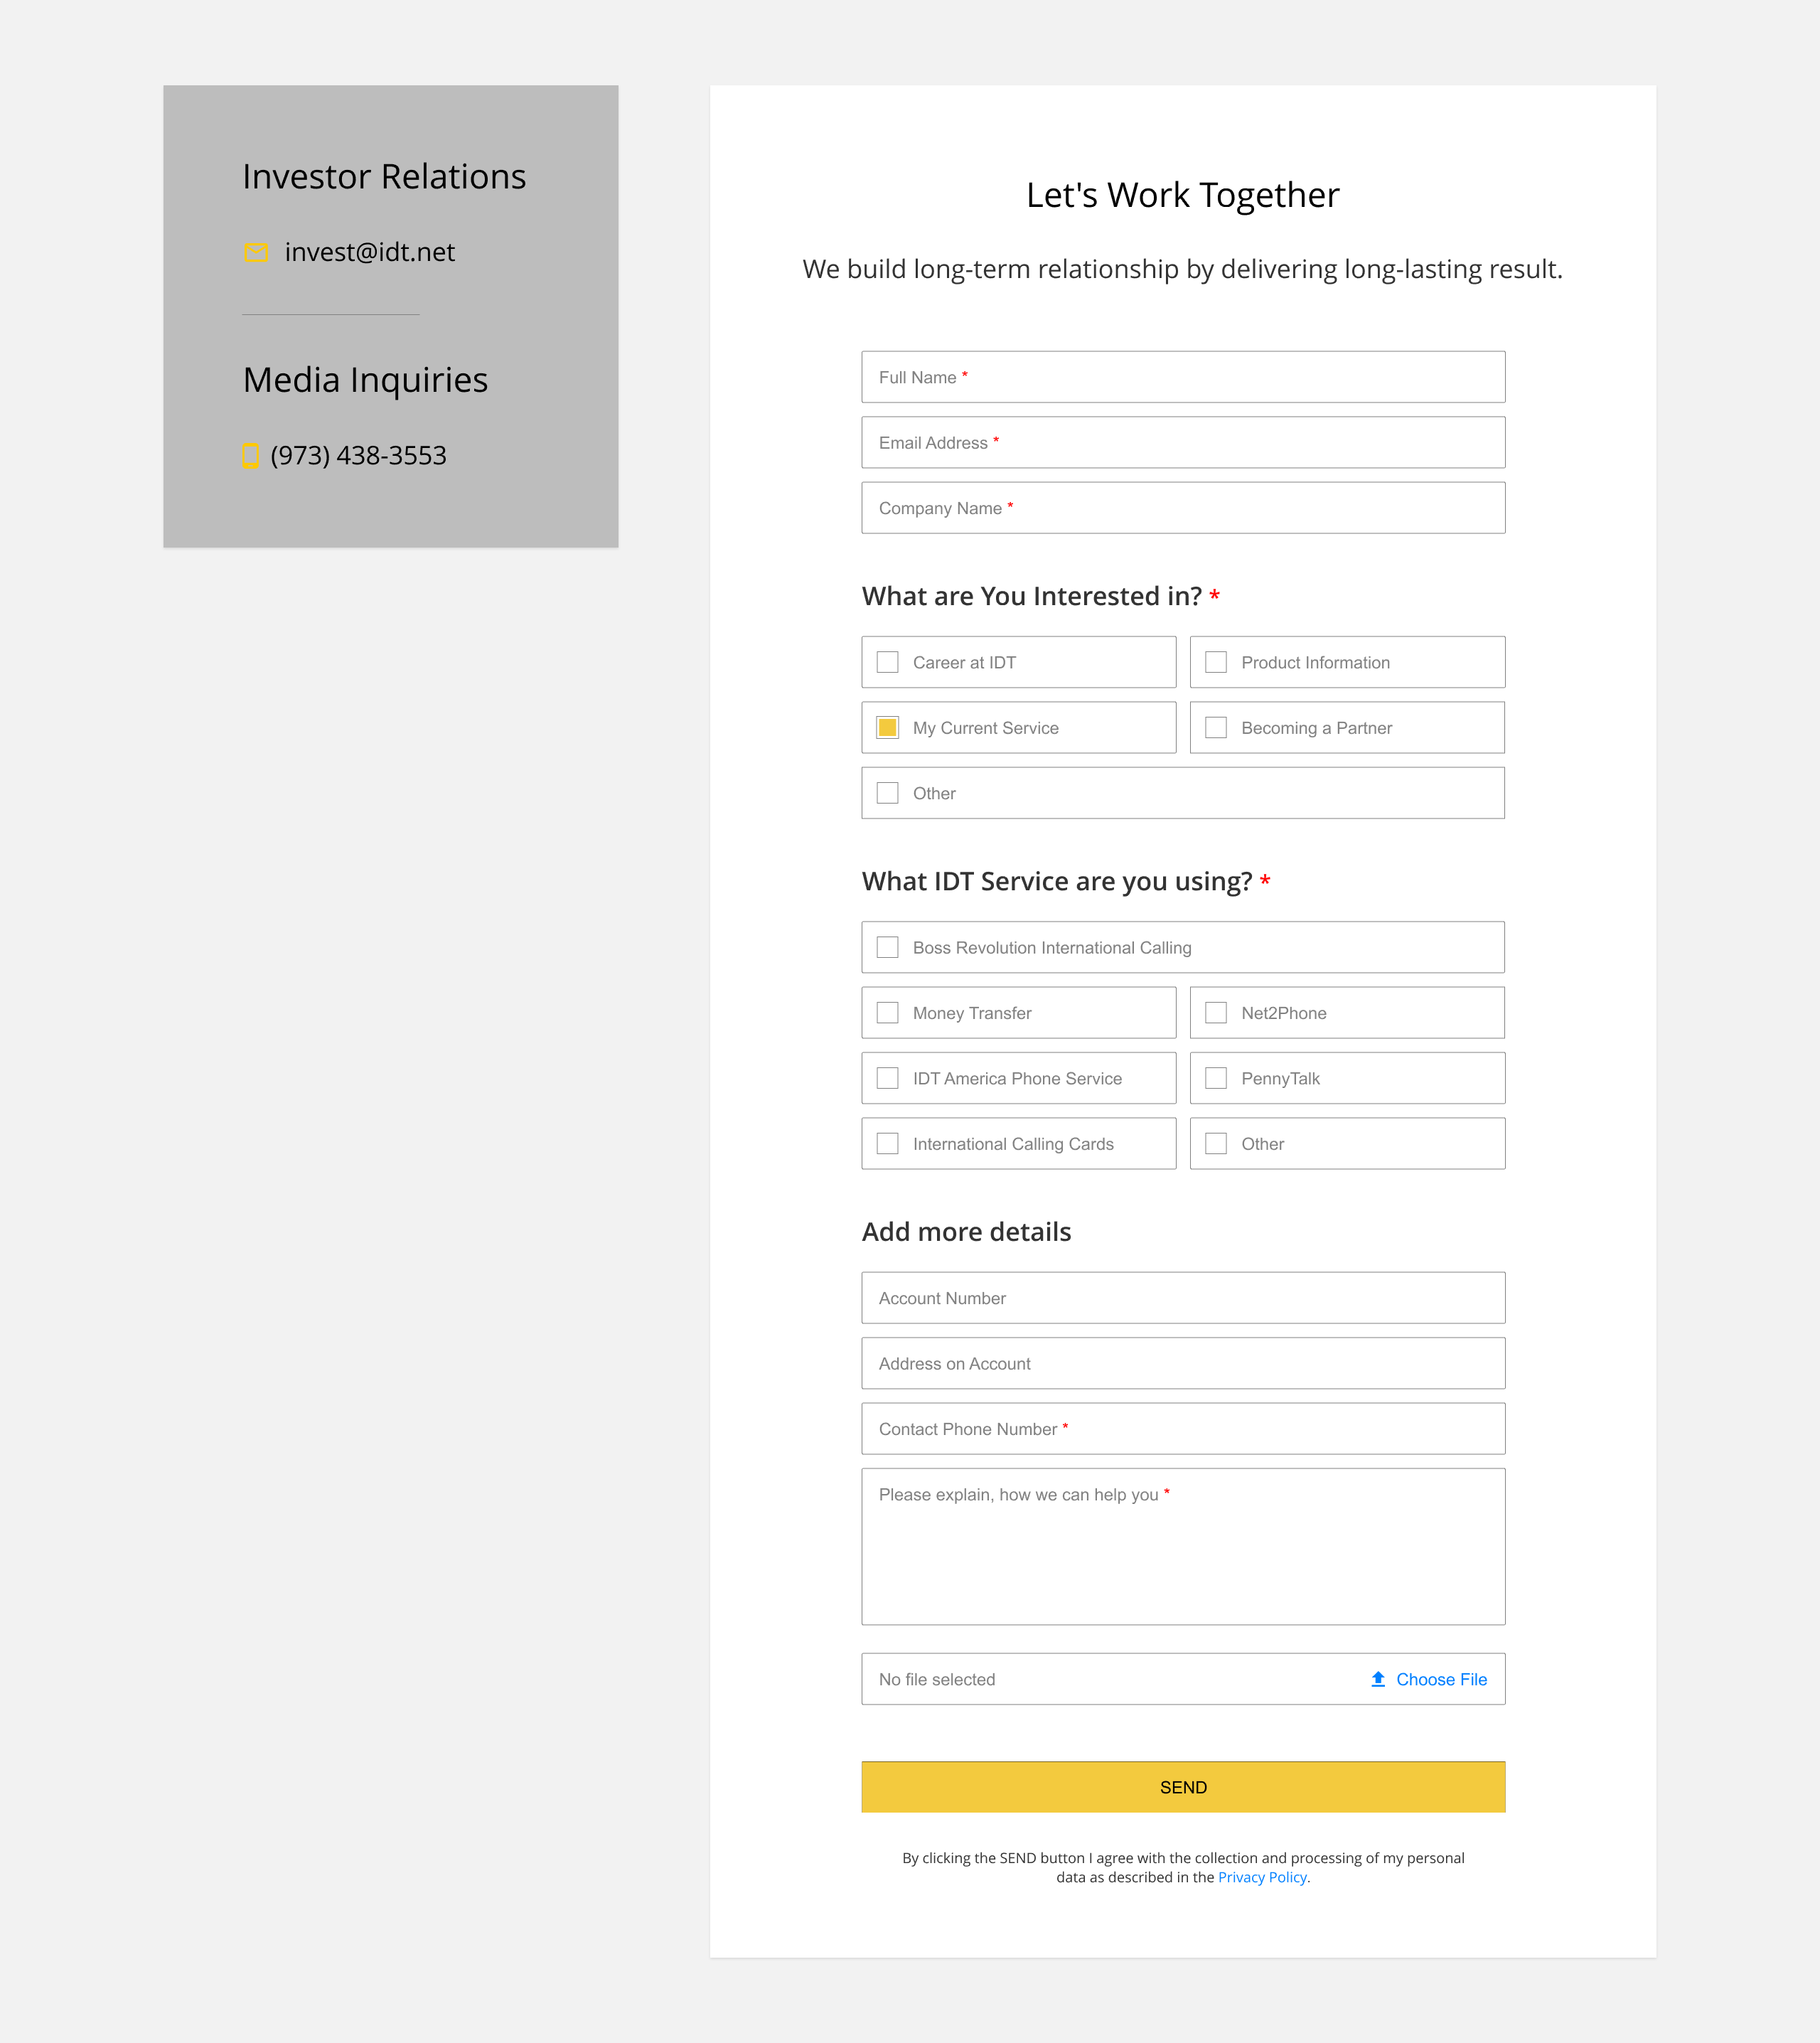 Investor Relations
invest@idt.net
Media Inquiries
(973) 438-3553
Let's Work Together
We build long-term relationship by delivering long-lasting result.
Full Name *
Email Address *
Company Name *
What are You Interested in? *
Career at IDT
Product Information
My Current Service
Becoming a Partner
Other
What IDT Service are you using? *
Boss Revolution International Calling
Money Transfer
Net2Phone
IDT America Phone Service
PennyTalk
International Calling Cards
Other
Add more details
Account Number
Address on Account
Contact Phone Number *
Please explain, how we can help you *
No file selected
Choose File
SEND
By clicking the SEND button I agree with the collection and processing of my personal
data as described in the Privacy Policy.